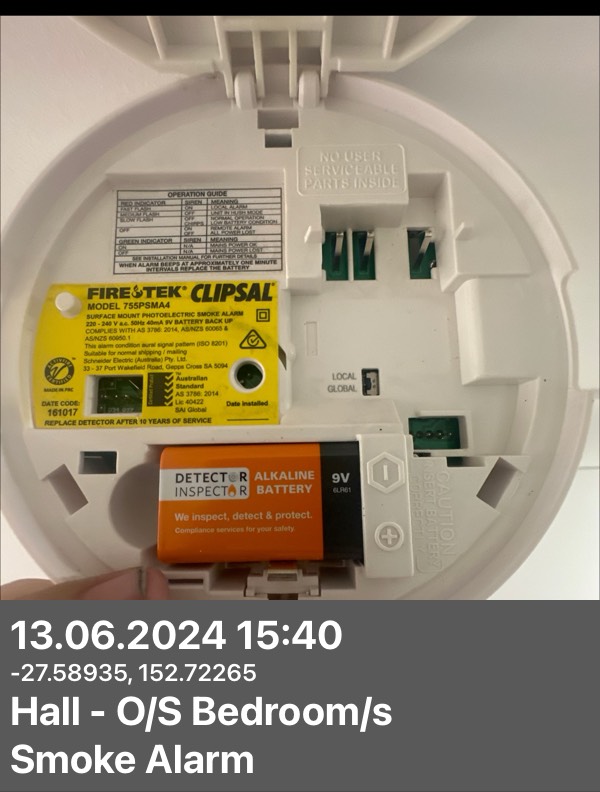 NO USER
SERVICEABLE
PARTS INSIDE
OPERATION GUIDE
RED INDICATOR SIREN MEANING
FAST FLASH ON LOCAL ALARM
MEDIUM FLASH OFF UNIT IN HUSH MODE
SLOW FLASH OFF NORMAL OPERATION
CHIRPS LOW BATTERY CONDITION
OFF ON REMOTE ALARM
OFF ALL POWER LOST
GREEN INDICATOR SIREN MEANING
ON N/A MAINS POWER OK
OFF N/A MAINS POWER LOST
SEE INSTALLATION MANUAL FOR FURTHER DETAILS
WHEN ALARM BEEPS AT APPROXIMATELY ONE MINUTE
INTERVALS REPLACE THE BATTERY
FIRETEK® CLIPSAL®
MODEL 755PSMA4
SURFACE MOUNT PHOTOELECTRIC SMOKE ALARM
220 - 240 V a.c. 50Hz 40mA 9V BATTERY BACK UP
COMPLIES WITH AS 3786: 2014, AS/NZS 60065 &
AS/NZS 60950.1
This alarm condition aural signal pattern (ISO 8201)
Suitable for normal shipping / mailing
Schneider Electric (Australia) Pty. Ltd.
33 - 37 Port Wakefield Road, Gepps Cross SA 5094
MADE IN PRC
DATE CODE:
161017
Australian
Standard
AS 3786: 2014
Lic 40422
SAI Global
Date installed
REPLACE DETECTOR AFTER 10 YEARS OF SERVICE
LOCAL
GLOBAL
DETECTOR
INSPECTOR
ALKALINE
BATTERY
We inspect, detect & protect.
Compliance services for your safety.
9V
6LR61
CAUTION
13.06.2024 15:40
-27.58935, 152.72265
Hall - O/S Bedroom/s
Smoke Alarm